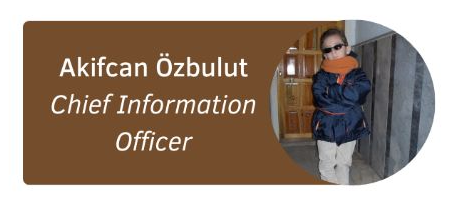 Akifcan Özbulut
Chief Information
Officer